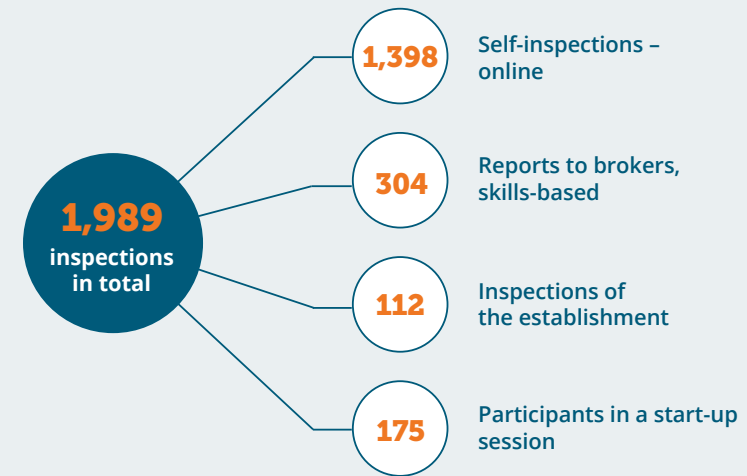 1,989
inspections
in total
1,398
Self-inspections –
online
304
Reports to brokers,
skills-based
112
Inspections of
the establishment
175
Participants in a start-up
session